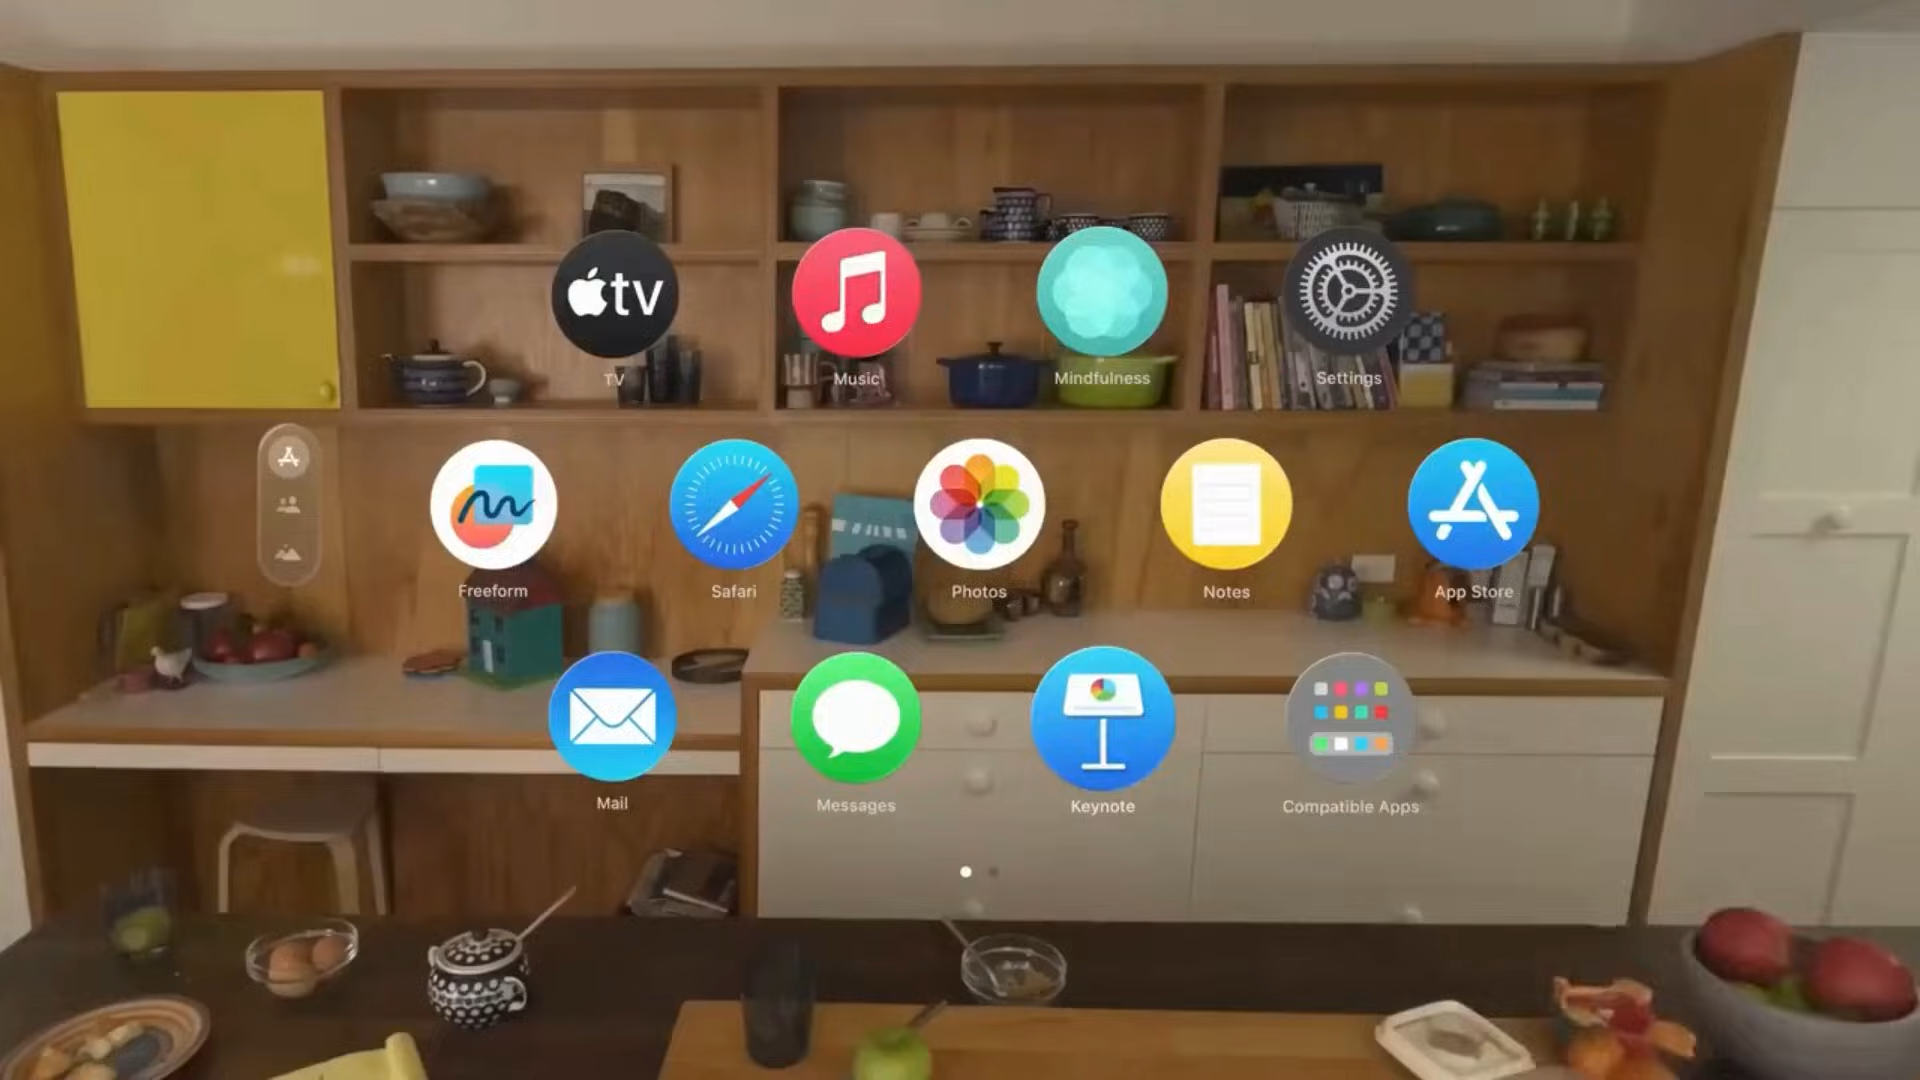 tv
TV
Music
Mindfulness
Settings
Freeform
Safari
Photos
Notes
App Store
Mail
Messages
Keynote
Compatible Apps